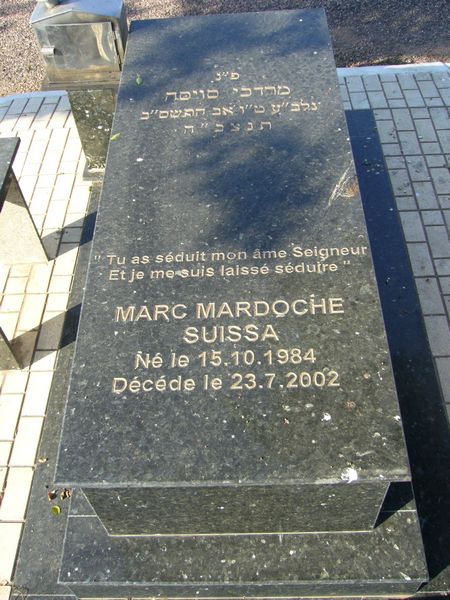 פ"נ
מרדכי סויסה
נלב"ע ט"ו אב התשס"ב
תנצב"ה
" Tu as séduit mon âme Seigneur
Et je me suis laissé séduire "
MARC MARDOCHE
SUISSA
Né le 15.10.1984
Décéde le 23.7.2002